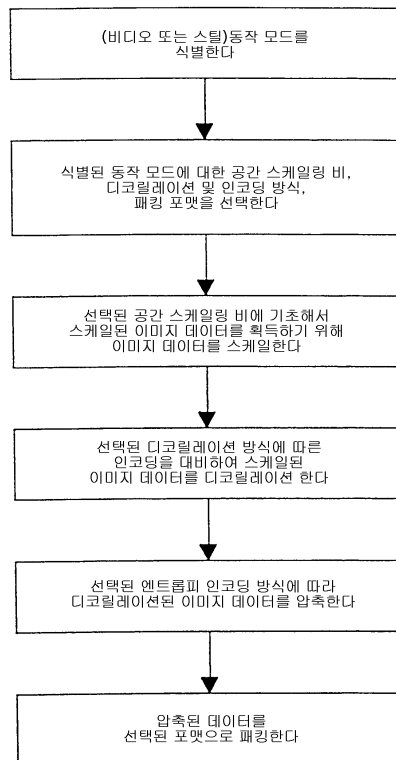 (비디오 또는 스틸)동작 모드를
식별한다
식별된 동작 모드에 대한 공간 스케일링 비,
디코릴레이션 및 인코딩 방식,
패킹 포맷을 선택한다
선택된 공간 스케일링 비에 기초해서
스케일된 이미지 데이터를 획득하기 위해
이미지 데이터를 스케일한다
선택된 디코릴레이션 방식에 따른
인코딩을 대비하여 스케일된
이미지 데이터를 디코릴레이션 한다
선택된 엔트롭피 인코딩 방식에 따라
디코릴레이션된 이미지 데이터를 압축한다
압축된 데이터를
선택된 포맷으로 패킹한다